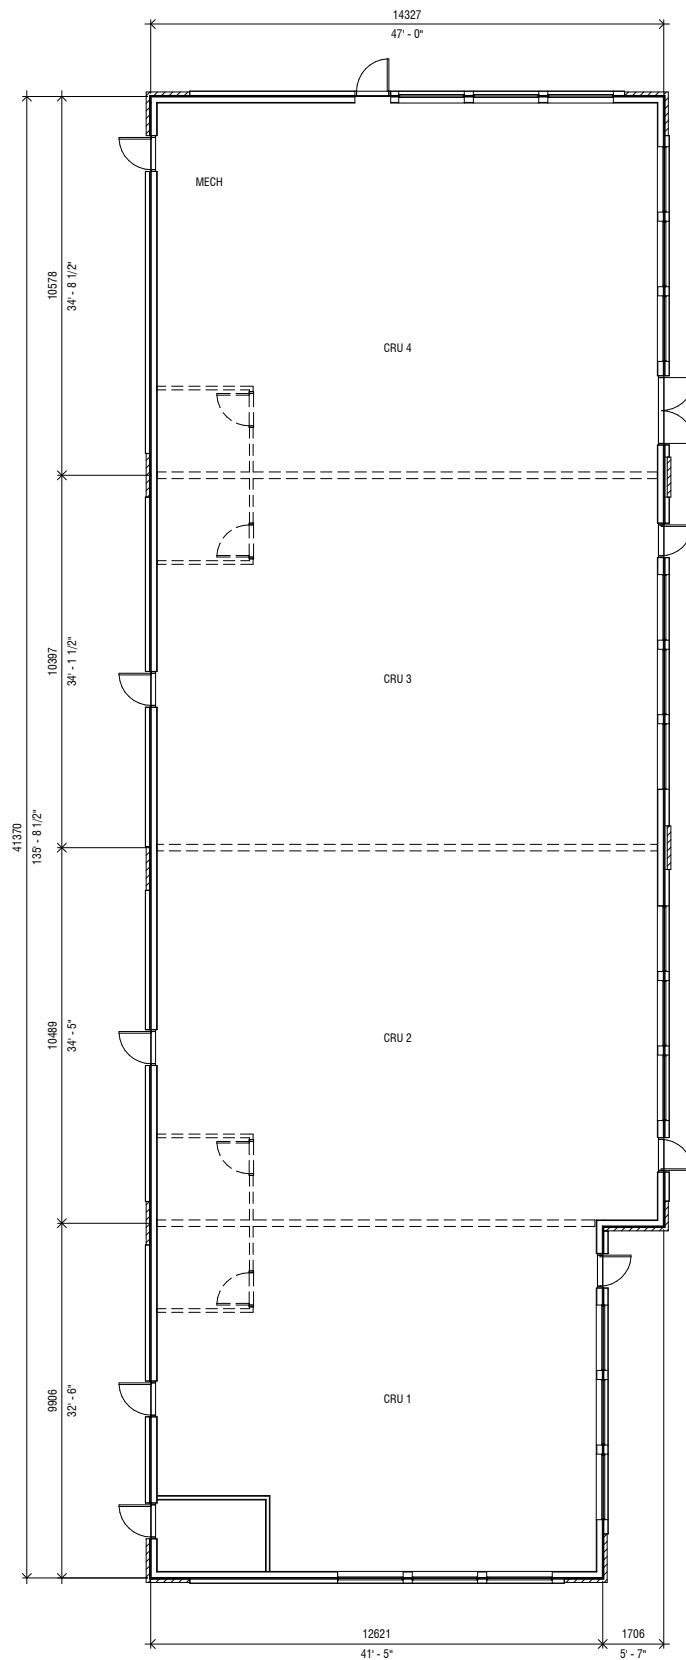 14327
47' - 0"
MECH
10578
34' - 8 1/2"
CRU 4
10397
34' - 1 1/2"
CRU 3
41370
135' - 8 1/2"
10489
34' - 5"
CRU 2
9906
32' - 6"
CRU 1
12621
41' - 5"
1706
5' - 7"